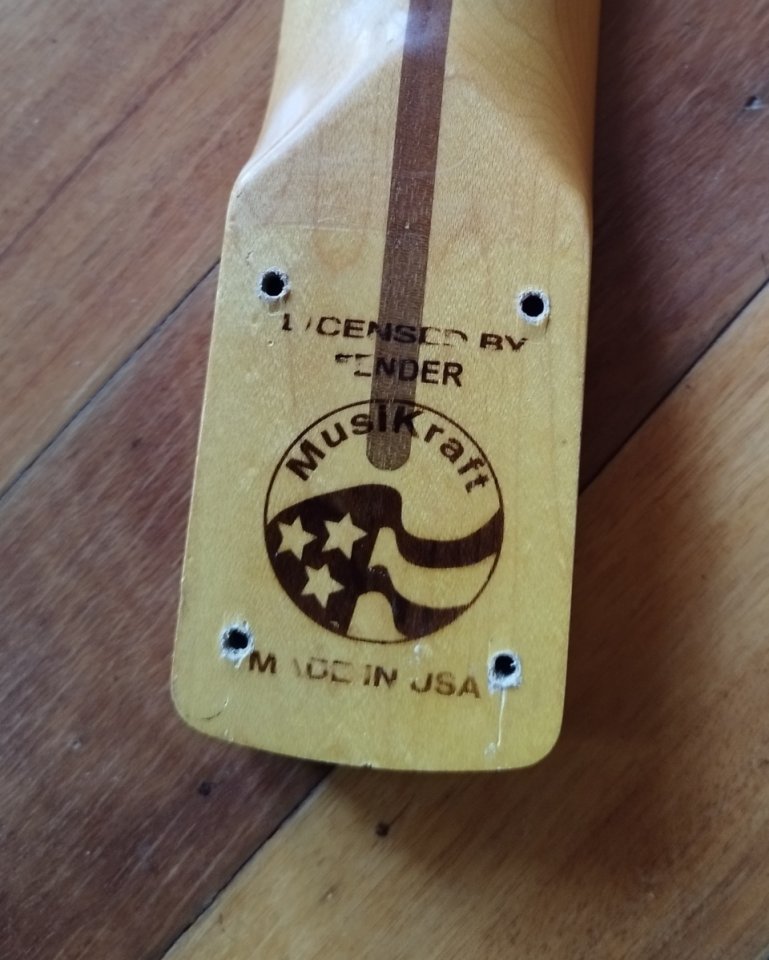 LICENSED BY
FENDER
MusiKraft
MADE IN USA